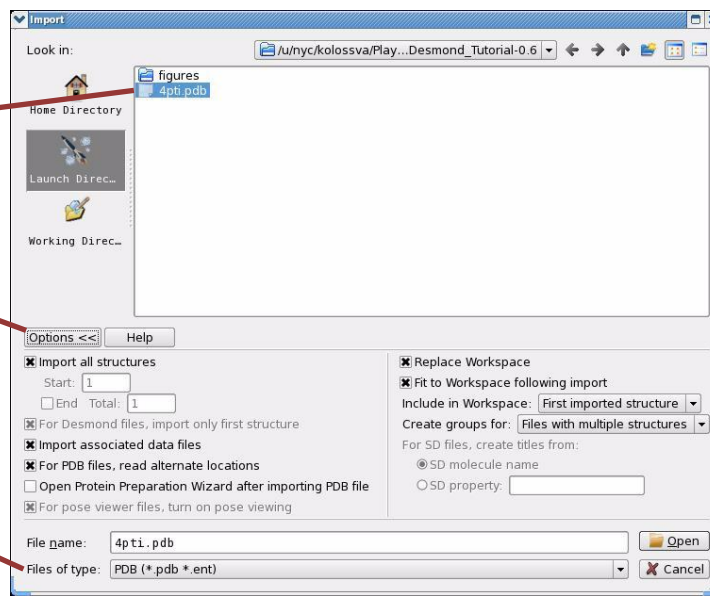 Import
Look in:
/u/nyc/kolossva/Play...Desmond_Tutorial-0.6
Home Directory
Launch Direc...
Working Direc...
figures
4pti.pdb
Options <<
Help
Import all structures
Start: 1
End Total: 1
For Desmond files, import only first structure
Import associated data files
For PDB files, read alternate locations
Open Protein Preparation Wizard after importing PDB file
For pose viewer files, turn on pose viewing
Replace Workspace
Fit to Workspace following import
Include in Workspace: First imported structure
Create groups for: Files with multiple structures
For SD files, create titles from:
SD molecule name
SD property:
File name: 4pti.pdb
Open
Files of type: PDB (*.pdb *.ent)
Cancel